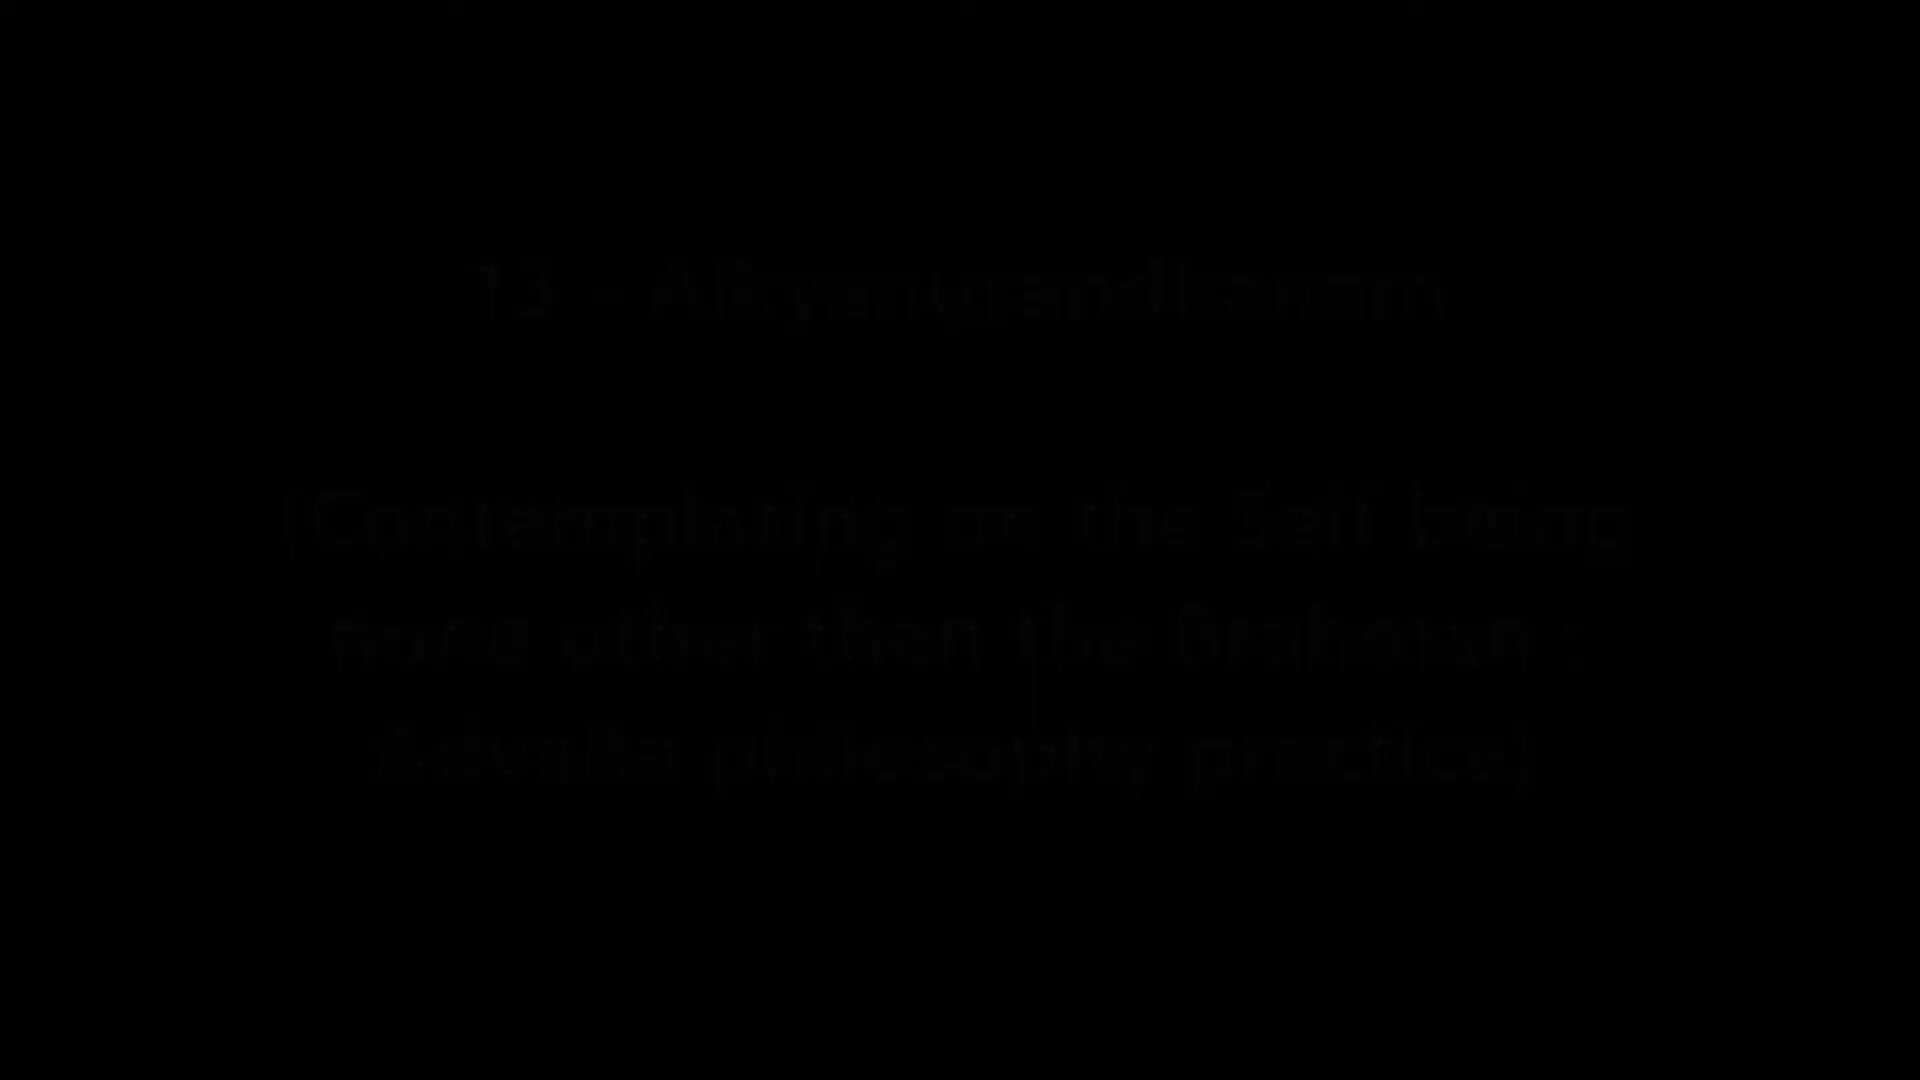 13 - Aikyanusandhanam
(Contemplating on the Self being
none other than the Brahman :
Advaita philosophy practice)